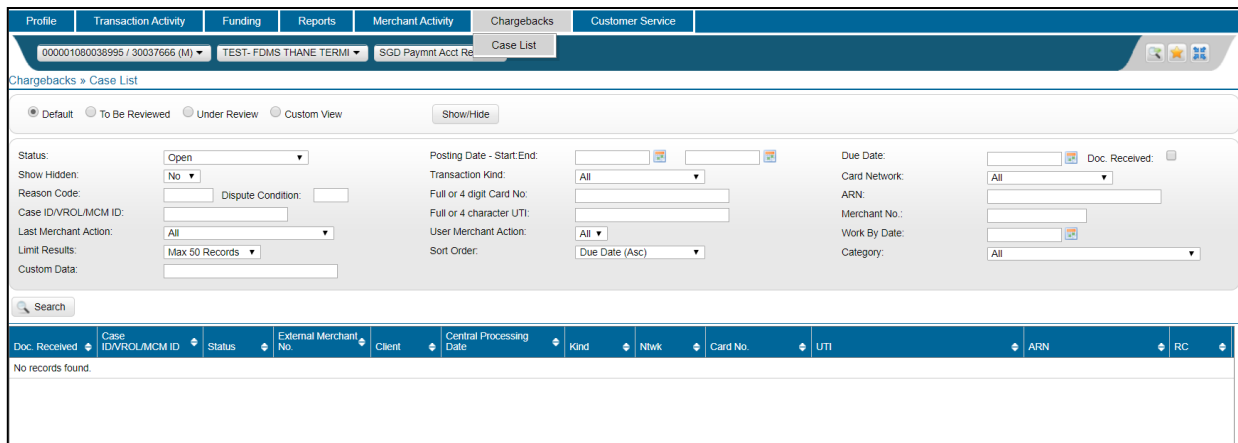 Profile Transaction Activity Funding Reports Merchant Activity Chargebacks Customer Service
Case List
000001080038995 / 30037666 (M) TEST- FDMS THANE TERMI SGD Paymnt Acct Re
Chargebacks » Case List
Default To Be Reviewed Under Review Custom View Show/Hide
Status: Open Posting Date - Start:End: Due Date: Doc. Received:
Show Hidden: No Transaction Kind: All Card Network: All
Reason Code: Dispute Condition: Full or 4 digit Card No: ARN:
Case ID/VROL/MCM ID: Full or 4 character UTI: Merchant No.:
Last Merchant Action: All User Merchant Action: All Work By Date:
Limit Results: Max 50 Records Sort Order: Due Date (Asc) Category: All
Custom Data:
Search
Doc. Received Case ID/VROL/MCM ID Status External Merchant No. Client Central Processing Date Kind Ntwk Card No. UTI ARN RC
No records found.